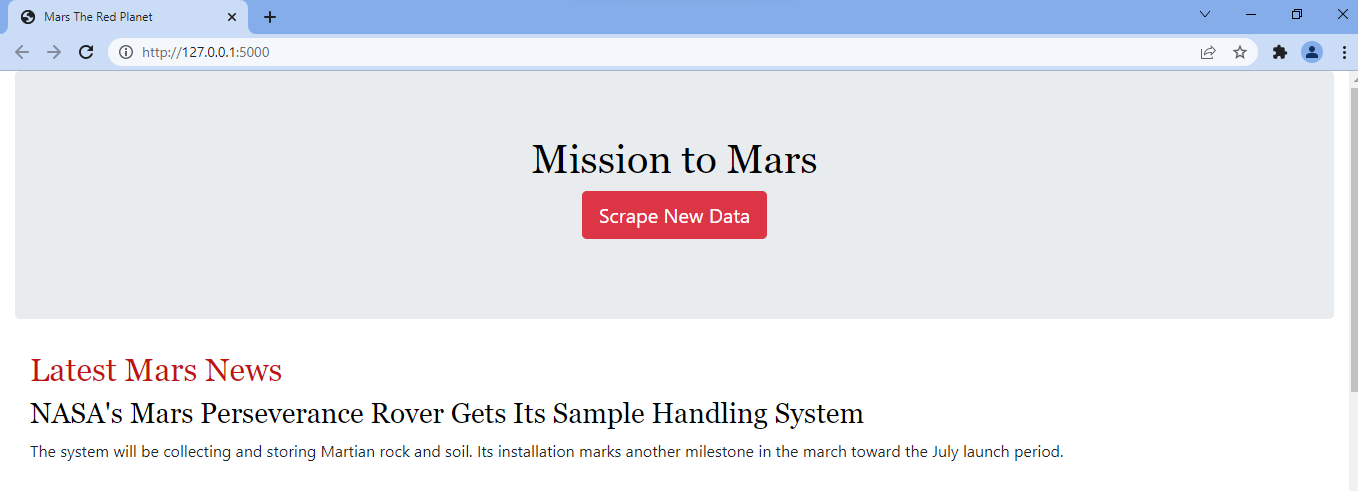 Mars The Red Planet
http://127.0.0.1:5000
Mission to Mars
Scrape New Data
Latest Mars News
NASA's Mars Perseverance Rover Gets Its Sample Handling System
The system will be collecting and storing Martian rock and soil. Its installation marks another milestone in the march toward the July launch period.